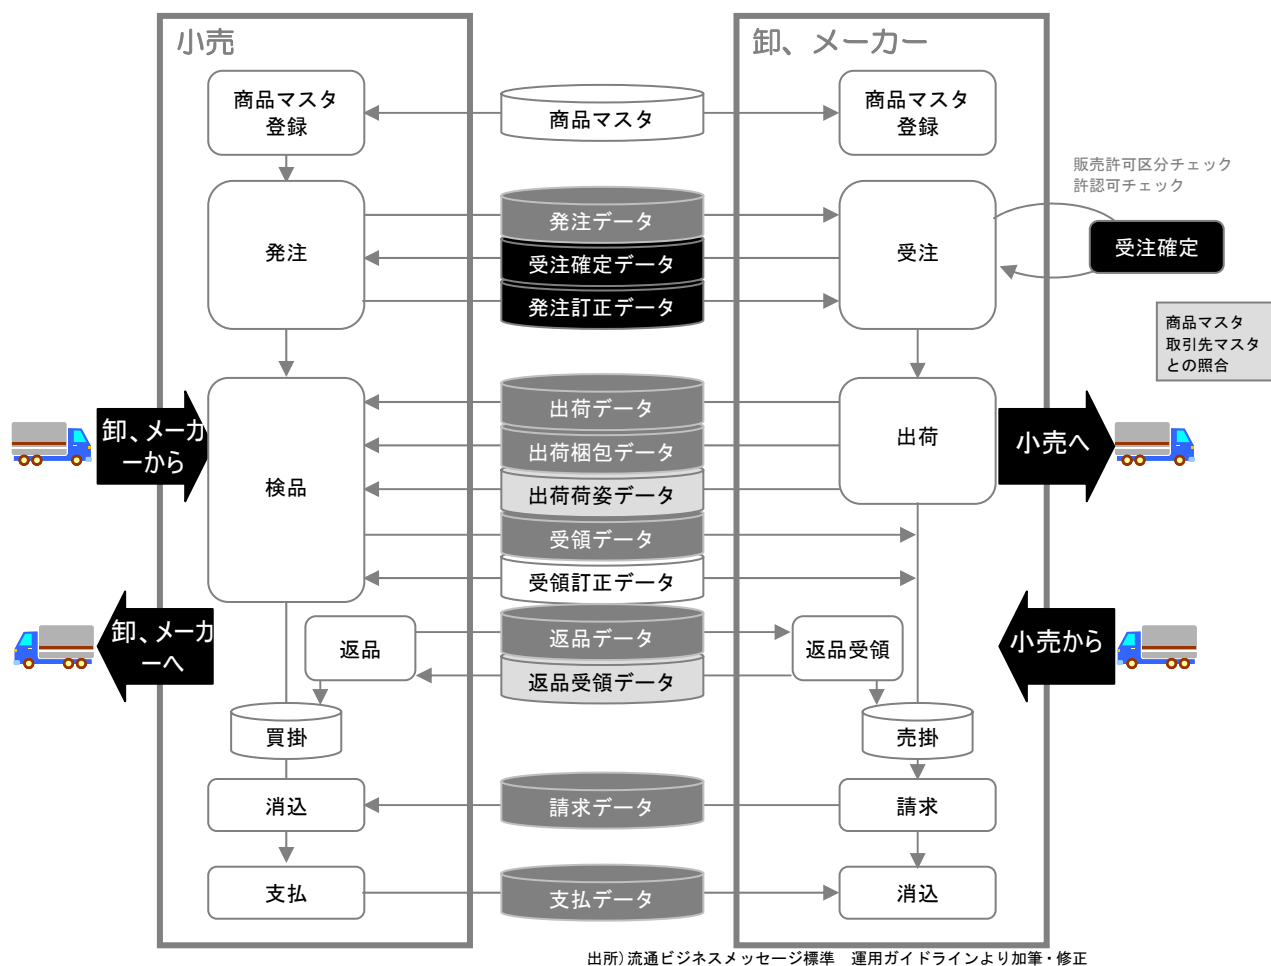 小売
卸、メーカー
商品マスタ
登録
商品マスタ
商品マスタ
登録
販売許可区分チェック
許認可チェック
発注
発注データ
受注確定データ
発注訂正データ
受注
受注確定
商品マスタ
取引先マスタ
との照合
卸、メーカ
ーから
検品
出荷データ
出荷梱包データ
出荷荷姿データ
受領データ
受領訂正データ
出荷
小売へ
卸、メーカ
ーへ
返品
返品データ
返品受領データ
返品受領
小売から
買掛
売掛
消込
請求データ
請求
支払
支払データ
消込
出所)流通ビジネスメッセージ標準　運用ガイドラインより加筆・修正